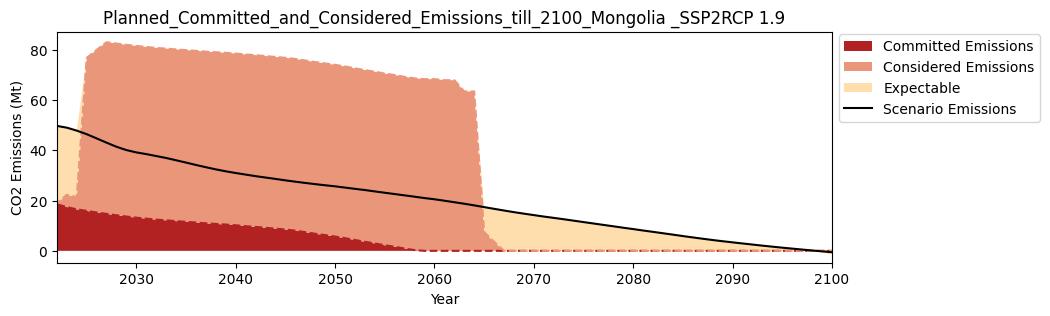 Planned_Committed_and_Considered_Emissions_till_2100_Mongolia _SSP2RCP 1.9
Committed Emissions
Considered Emissions
Expectable
Scenario Emissions
CO2 Emissions (Mt)
80
60
40
20
0
2030 2040 2050 2060 2070 2080 2090 2100
Year